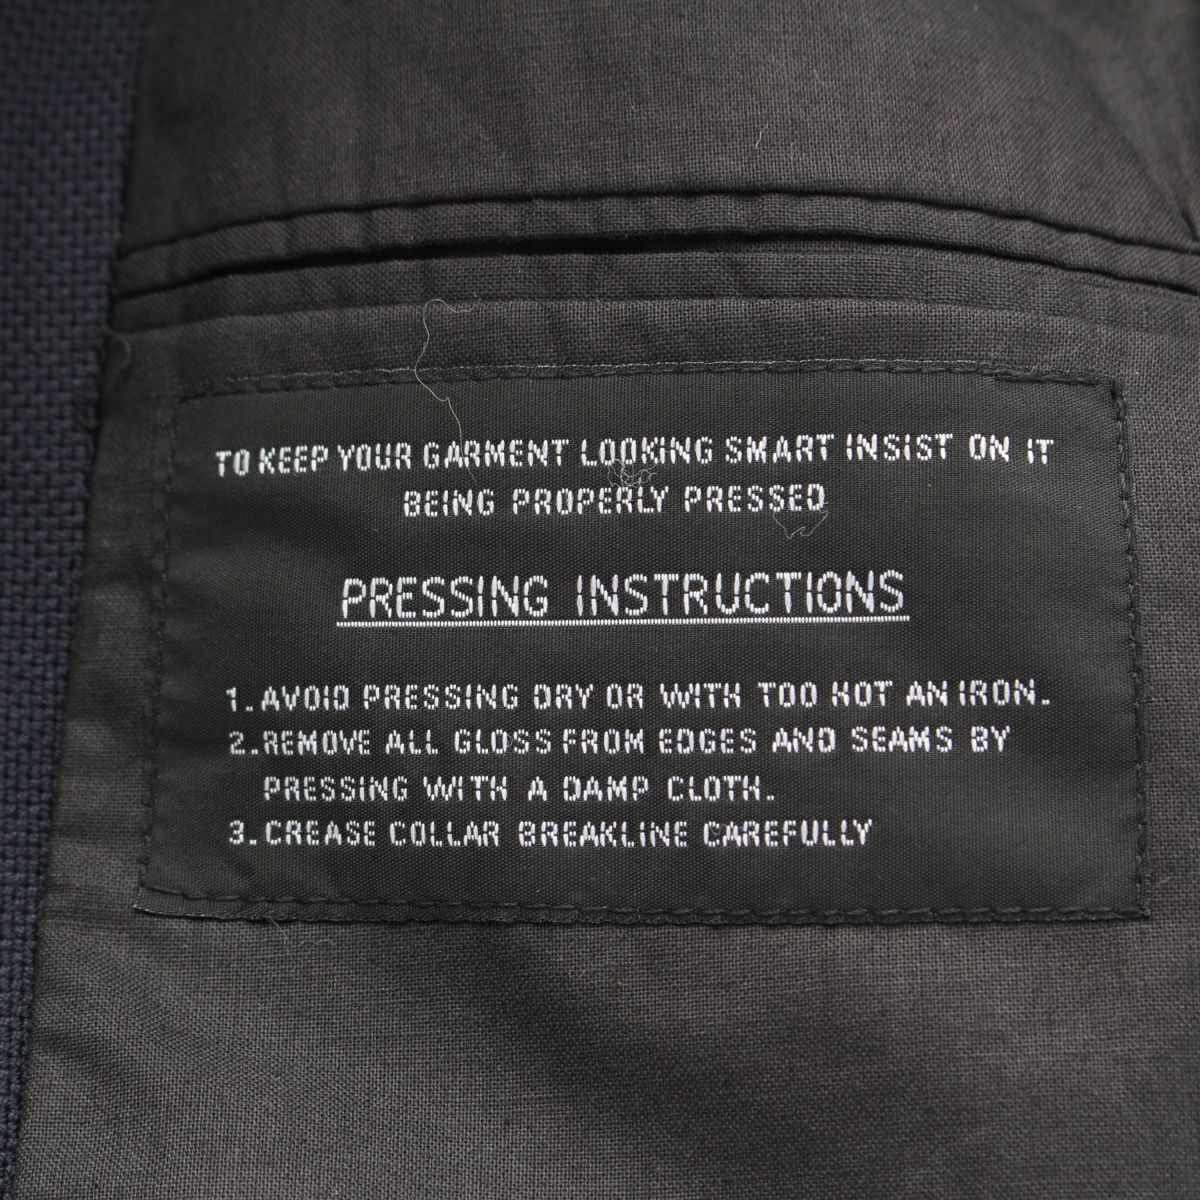 TO KEEP YOUR GARMENT LOOKING SMART INSIST ON IT
BEING PROPERLY PRESSED
PRESSING INSTRUCTIONS
1. AVOID PRESSING DRY OR WITH TOO HOT AN IRON.
2. REMOVE ALL GLOSS FROM EDGES AND SEAMS BY
PRESSING WITH A DAMP CLOTH.
3. CREASE COLLAR BREAKLINE CAREFULLY